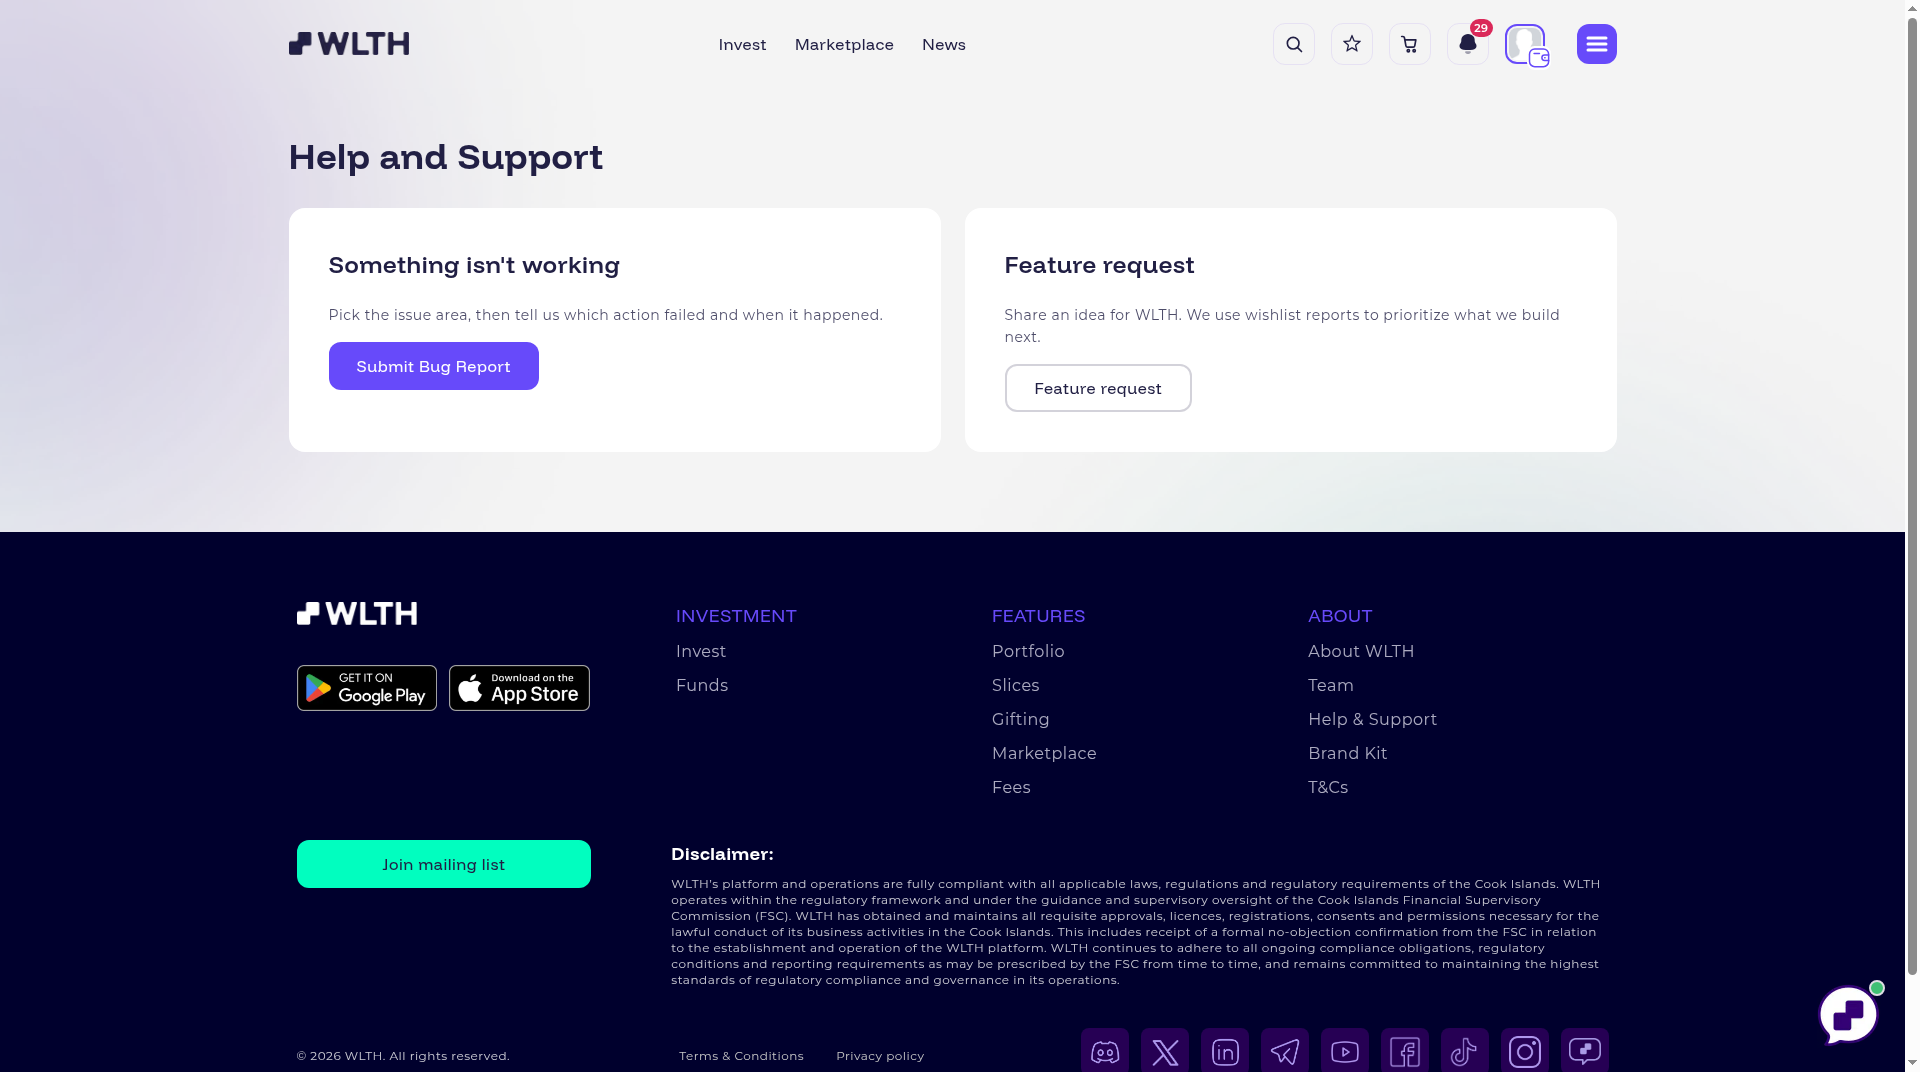 WLTH
Invest
Marketplace
News
29
Help and Support
Something isn't working
Pick the issue area, then tell us which action failed and when it happened.
Submit Bug Report
Feature request
Share an idea for WLTH. We use wishlist reports to prioritize what we build
next.
Feature request
WLTH
GET IT ON
Google Play
Download on the
App Store
INVESTMENT
Invest
Funds
FEATURES
Portfolio
Slices
Gifting
Marketplace
Fees
ABOUT
About WLTH
Team
Help & Support
Brand Kit
T&Cs
Join mailing list
Disclaimer:
WLTH's platform and operations are fully compliant with all applicable laws, regulations and regulatory requirements of the Cook Islands. WLTH
operates within the regulatory framework and under the guidance and supervisory oversight of the Cook Islands Financial Supervisory
Commission (FSC). WLTH has obtained and maintains all requisite approvals, licences, registrations, consents and permissions necessary for the
lawful conduct of its business activities in the Cook Islands. This includes receipt of a formal no-objection confirmation from the FSC in relation
to the establishment and operation of the WLTH platform. WLTH continues to adhere to all ongoing compliance obligations, regulatory
conditions and reporting requirements as may be prescribed by the FSC from time to time, and remains committed to maintaining the highest
standards of regulatory compliance and governance in its operations.
© 2026 WLTH. All rights reserved.
Terms & Conditions
Privacy policy